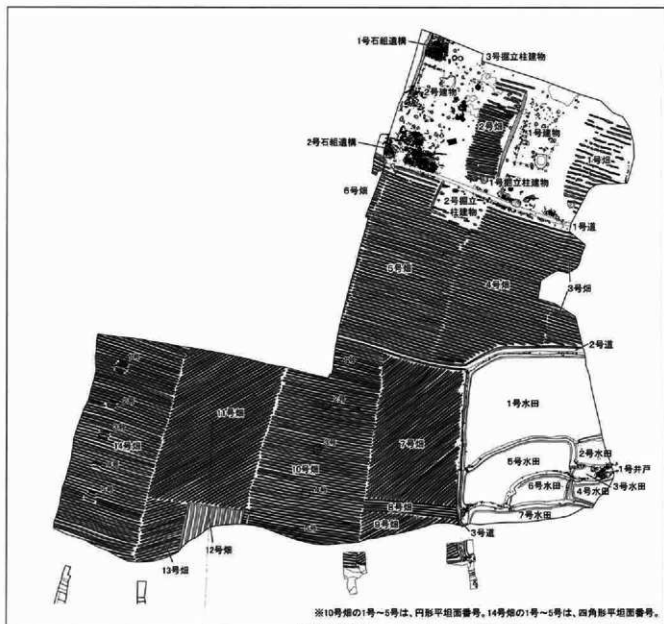 1号石組遺構
3号掘立柱建物
2号建物
2号畑
1号建物
1号畑
2号石組遺構
1号掘立柱建物
6号畑
2号掘立
柱建物
1号道
5号畑
4号畑
3号畑
2号道
1号水田
11号畑
7号畑
14号畑
10号畑
5号水田
2号水田
1号井戸
6号水田
4号水田
3号水田
8号畑
9号畑
7号水田
3号道
12号畑
13号畑
※10号畑の1号~5号は、円形平坦面番号。14号畑の1号~5号は、四角形平坦面番号。